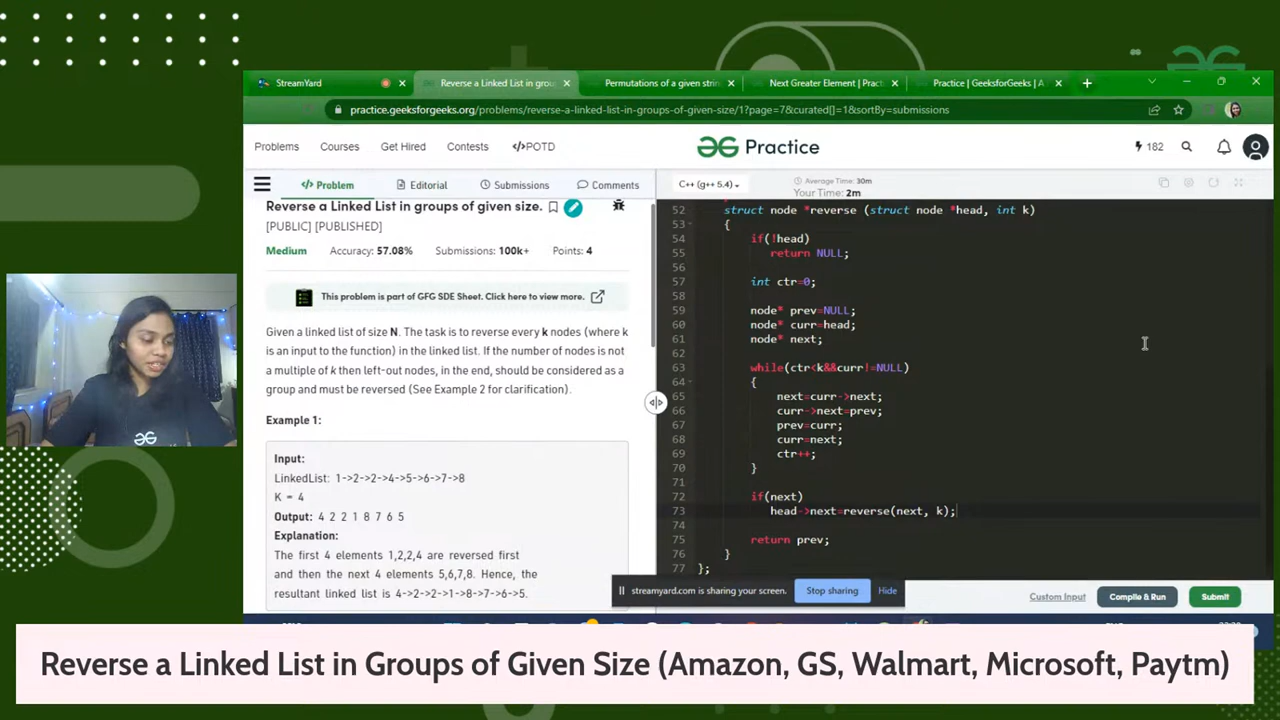 StreamYard
Reverse a Linked List in grou
Permutations of a given strin
Next Greater Element | Pract
Practice | GeeksforGeeks | A
practice.geeksforgeeks.org/problems/reverse-a-linked-list-in-groups-of-given-size/1?page=7&curated[]=1&sortBy=submissions
Problems
Courses
Get Hired
Contests
</>POTD
Practice
182
</> Problem
Editorial
Submissions
Comments
C++ (g++ 5.4)
Average Time: 30m
Your Time: 2m
Reverse a Linked List in groups of given size.
[PUBLIC] [PUBLISHED]
Medium Accuracy: 57.08% Submissions: 100k+ Points: 4
This problem is part of GFG SDE Sheet. Click here to view more.
Given a linked list of size N. The task is to reverse every k nodes (where k
is an input to the function) in the linked list. If the number of nodes is not
a multiple of k then left-out nodes, in the end, should be considered as a
group and must be reversed (See Example 2 for clarification).
Example 1:
Input:
LinkedList: 1->2->2->4->5->6->7->8
K = 4
Output: 4 2 2 1 8 7 6 5
Explanation:
The first 4 elements 1,2,2,4 are reversed first
and then the next 4 elements 5,6,7,8. Hence, the
resultant linked list is 4->2->2->1->8->7->6->5.
52 struct node *reverse (struct node *head, int k)
53 {
54 if(!head)
55 return NULL;
56
57 int ctr=0;
58
59 node* prev=NULL;
60 node* curr=head;
61 node* next;
62
63 while(ctr<k&&curr!=NULL)
64 {
65 next=curr->next;
66 curr->next=prev;
67 prev=curr;
68 curr=next;
69 ctr++;
70 }
71
72 if(next)
73 head->next=reverse(next, k);
74
75 return prev;
76 }
77 };
streamyard.com is sharing your screen.
Stop sharing
Hide
Custom Input
Compile & Run
Submit
Reverse a Linked List in Groups of Given Size (Amazon, GS, Walmart, Microsoft, Paytm)